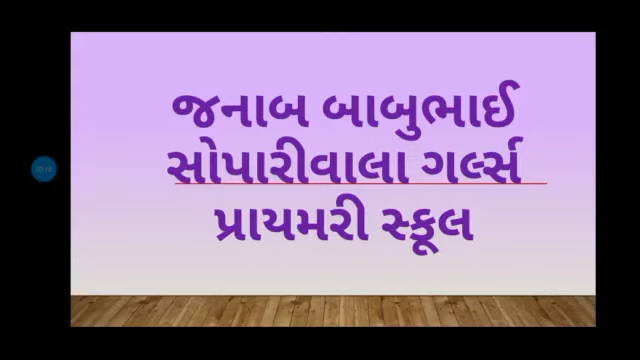 જનાબ બાબુભાઈ
સોપારીવાલા ગર્લ્સ
પ્રાયમરી સ્કૂલ